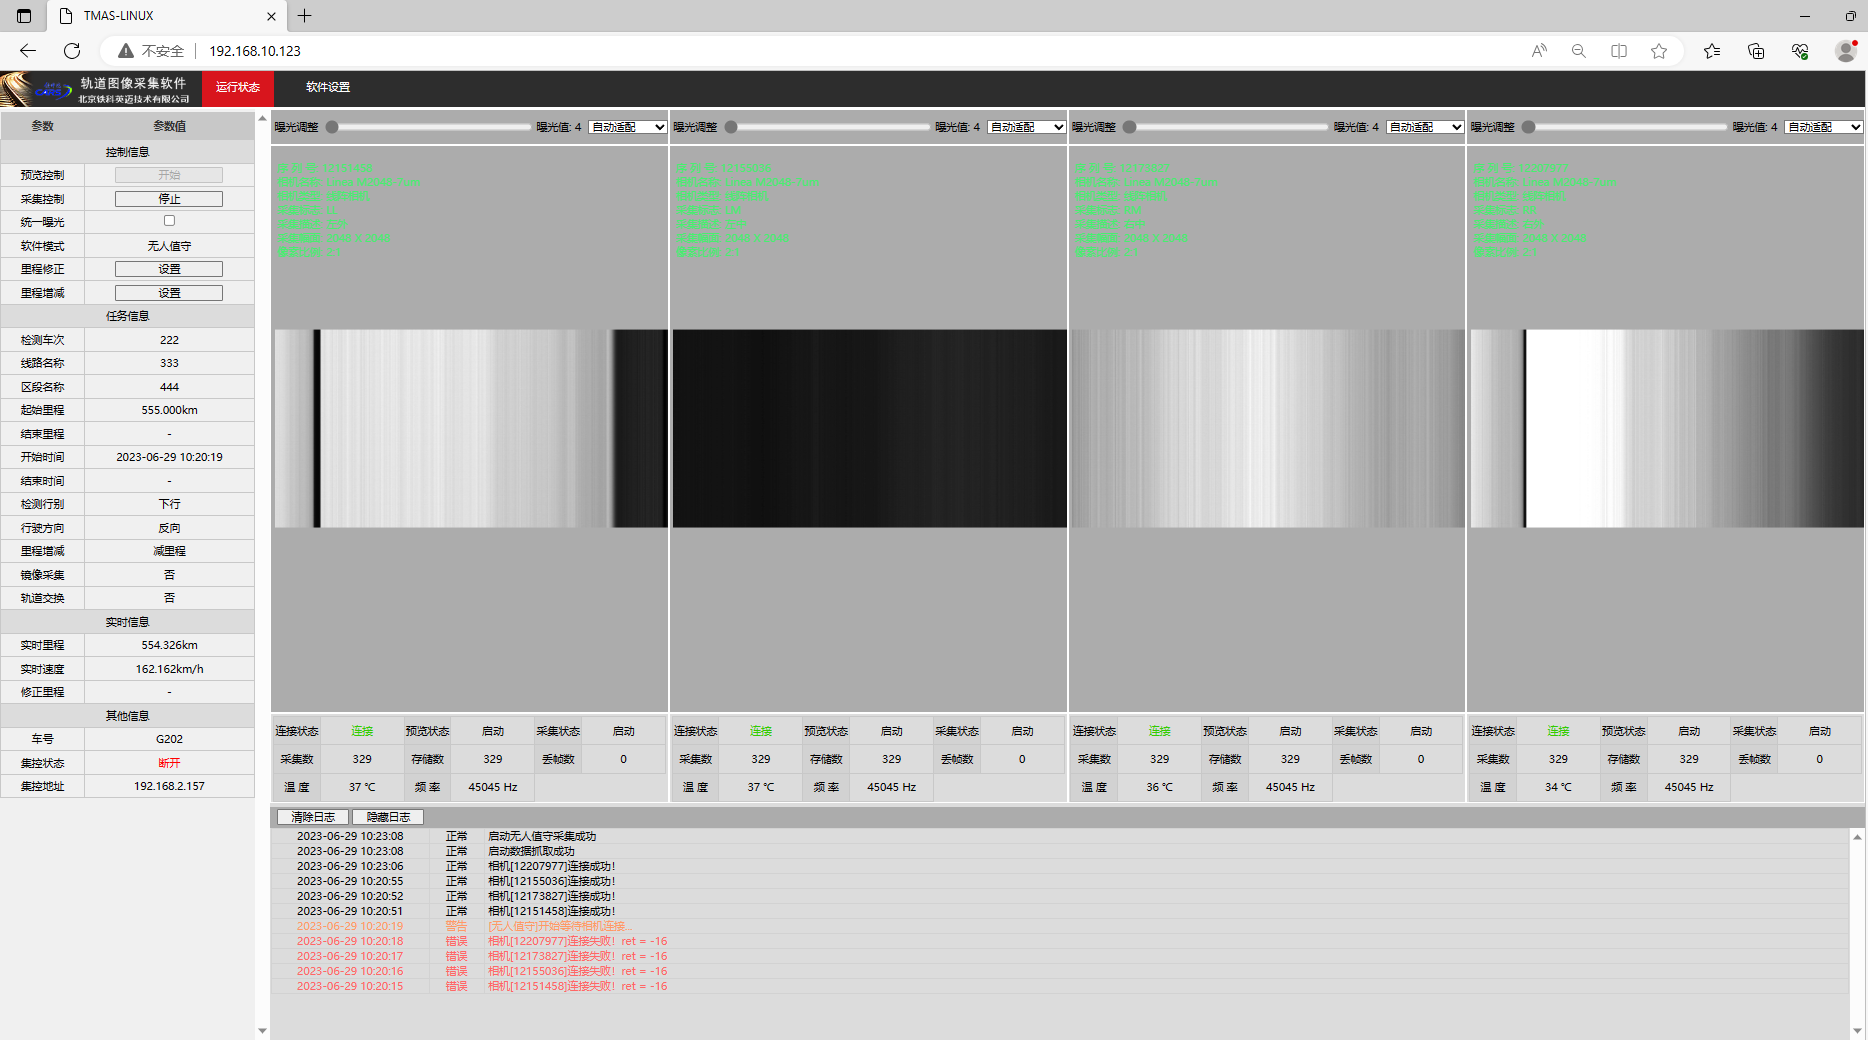 TMAS-LINUX
不安全 192.168.10.123
轨道图像采集软件
北京铁科英迈技术有限公司
运行状态 软件设置
参数 参数值
控制信息
预览控制 开始
采集控制 停止
统一曝光
软件模式 无人值守
里程修正 设置
里程增减 设置
任务信息
检测车次 222
线路名称 333
区段名称 444
起始里程 555.000km
结束里程 -
开始时间 2023-06-29 10:20:19
结束时间 -
检测行别 下行
行驶方向 反向
里程增减 减里程
镜像采集 否
轨道交换 否
实时信息
实时里程 554.326km
实时速度 162.162km/h
修正里程 -
其他信息
车号 G202
集控状态 断开
集控地址 192.168.2.157
曝光调整 曝光值: 4 自动适配
曝光调整 曝光值: 4 自动适配
曝光调整 曝光值: 4 自动适配
曝光调整 曝光值: 4 自动适配
连接状态 连接 预览状态 启动 采集状态 启动
采集数 329 存储数 329 丢帧数 0
温 度 37 ℃ 频 率 45045 Hz
连接状态 连接 预览状态 启动 采集状态 启动
采集数 329 存储数 329 丢帧数 0
温 度 37 ℃ 频 率 45045 Hz
连接状态 连接 预览状态 启动 采集状态 启动
采集数 329 存储数 329 丢帧数 0
温 度 36 ℃ 频 率 45045 Hz
连接状态 连接 预览状态 启动 采集状态 启动
采集数 329 存储数 329 丢帧数 0
温 度 34 ℃ 频 率 45045 Hz
清除日志 隐藏日志
2023-06-29 10:23:08 正常 启动无人值守采集成功
2023-06-29 10:23:08 正常 启动数据抓取成功
2023-06-29 10:23:06 正常 相机[12207977]连接成功!
2023-06-29 10:20:55 正常 相机[12155036]连接成功!
2023-06-29 10:20:52 正常 相机[12173827]连接成功!
2023-06-29 10:20:51 正常 相机[12151458]连接成功!
2023-06-29 10:20:19 警告 [无人值守]开始等待相机连接...
2023-06-29 10:20:18 错误 相机[12207977]连接失败! ret = -16
2023-06-29 10:20:17 错误 相机[12173827]连接失败! ret = -16
2023-06-29 10:20:16 错误 相机[12155036]连接失败! ret = -16
2023-06-29 10:20:15 错误 相机[12151458]连接失败! ret = -16